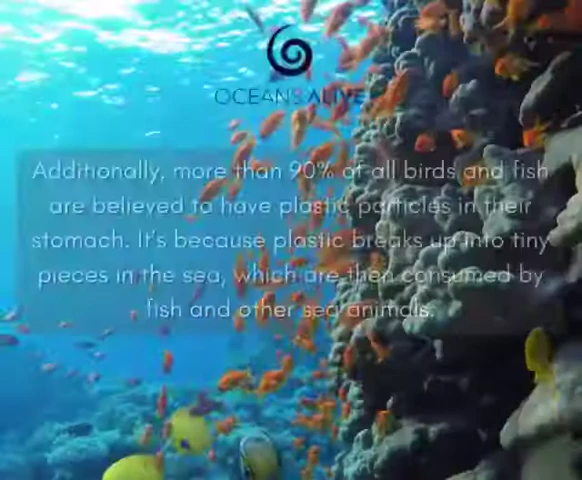 OCEANS ALIVE
Additionally, more than 90% of all birds and fish
are believed to have plastic particles in their
stomach. It's because plastic breaks up into tiny
pieces in the sea, which are then consumed by
fish and other sea animals.